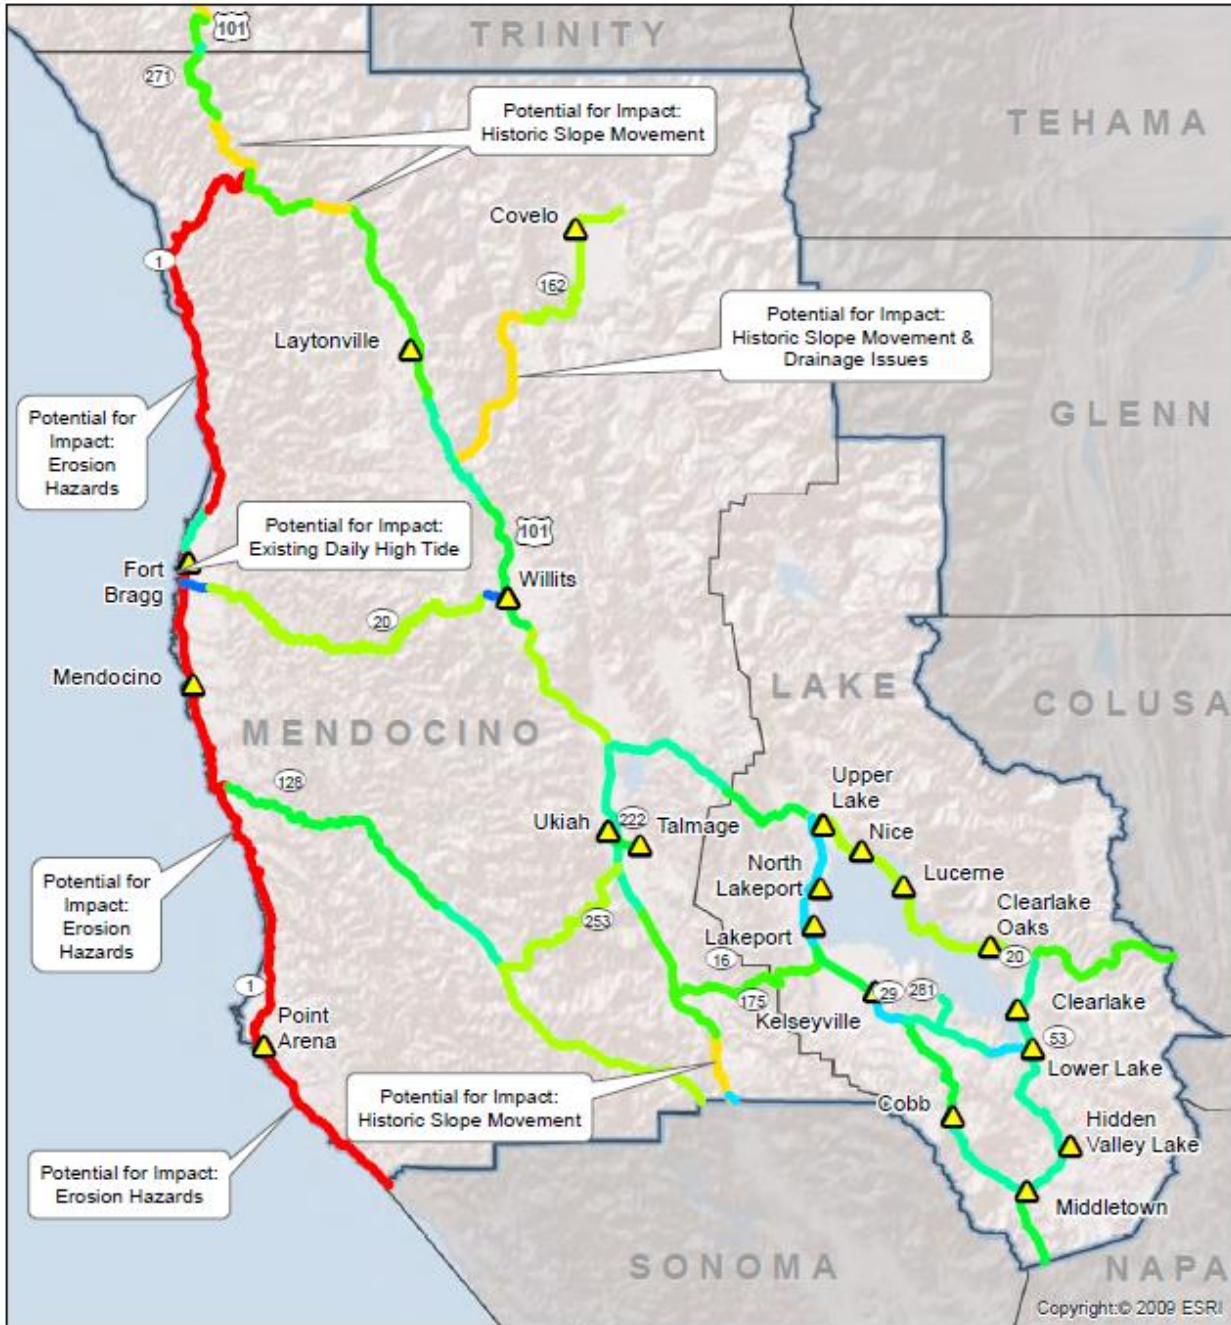 101
TRINITY
271
Potential for Impact:
Historic Slope Movement
TEHAMA
Covelo
1
162
Potential for Impact:
Historic Slope Movement &
Drainage Issues
Laytonville
GLENN
Potential for
Impact:
Erosion
Hazards
Potential for Impact:
Existing Daily High Tide
101
Fort
Bragg
Willits
20
Mendocino
LAKE
COLUSA
MENDOCINO
128
Upper
Lake
Ukiah
222
Talmage
Nice
North
Lakeport
Lucerne
Potential for
Impact:
Erosion
Hazards
253
Lakeport
Clearlake
Oaks
16
20
1
175
29
281
Kelseyville
Clearlake
Point
Arena
53
Lower Lake
Potential for Impact:
Historic Slope Movement
Cobb
Hidden
Valley Lake
Potential for Impact:
Erosion Hazards
Middletown
SONOMA
NAPA
Copyright:© 2009 ESRI